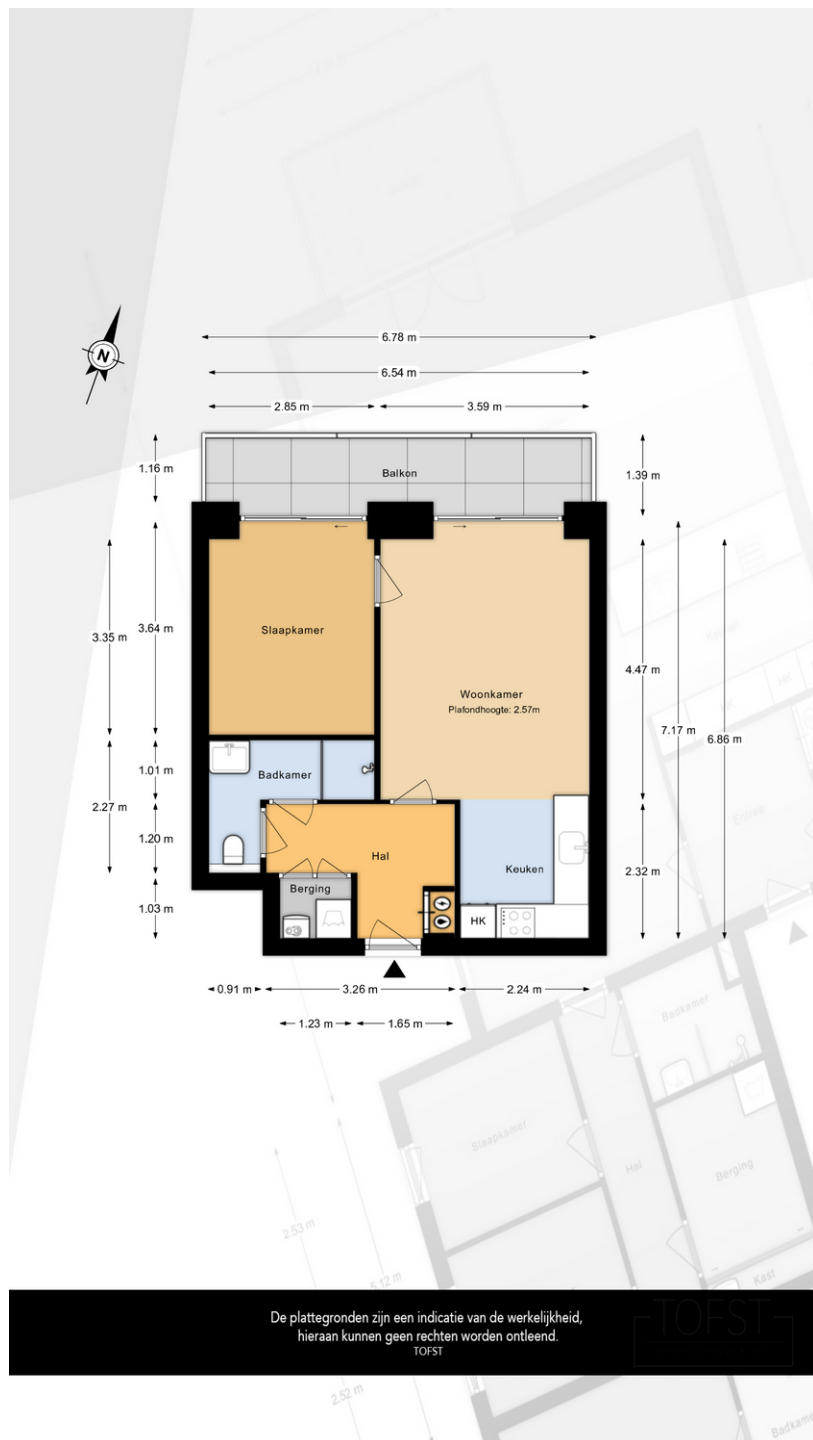 6.78 m
6.54 m
2.85 m
3.59 m
N
1.16 m
Balkon
1.39 m
3.35 m
3.64 m
Slaapkamer
Woonkamer
Plafondhoogte: 2.57m
4.47 m
7.17 m
6.86 m
2.27 m
1.01 m
Badkamer
1.20 m
Hal
Keuken
2.32 m
Berging
1.03 m
HK
0.91 m
3.26 m
2.24 m
1.23 m
1.65 m
Keuken
HK
HK
Entree
Badkamer
Slaapkamer
Hal
Berging
Kast
2.53 m
5.12 m
De plattegronden zijn een indicatie van de werkelijkheid,
hieraan kunnen geen rechten worden ontleend.
TOFST
TOFST
2.52 m
Badkame